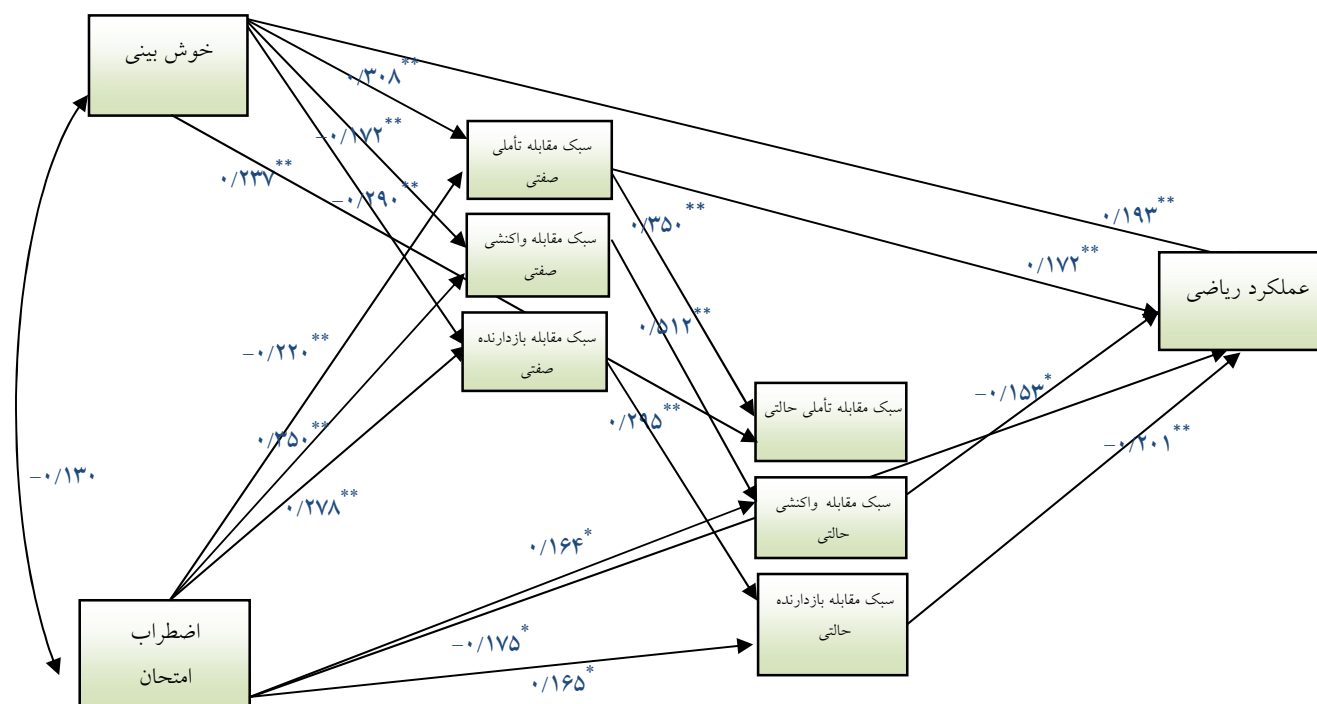 خوش بینی
۰/۳۰۸**
-۰/۱۷۲**
۰/۲۳۷**
-۰/۲۹۰**
سبک مقابله تأملی
صفتی
۰/۳۵۰**
۰/۱۹۳**
سبک مقابله واکنشی
صفتی
۰/۱۷۲**
عملکرد ریاضی
۰/۵۱۲**
سبک مقابله بازدارنده
صفتی
-۰/۲۲۰**
-۰/۱۵۳*
سبک مقابله تأملی حالتی
۰/۲۹۵**
۰/۳۵۰**
-۰/۲۰۱**
-۰/۱۳۰
۰/۲۷۸**
سبک مقابله واکنشی
حالتی
۰/۱۶۴*
سبک مقابله بازدارنده
حالتی
اضطراب
امتحان
-۰/۱۷۵*
۰/۱۶۵*